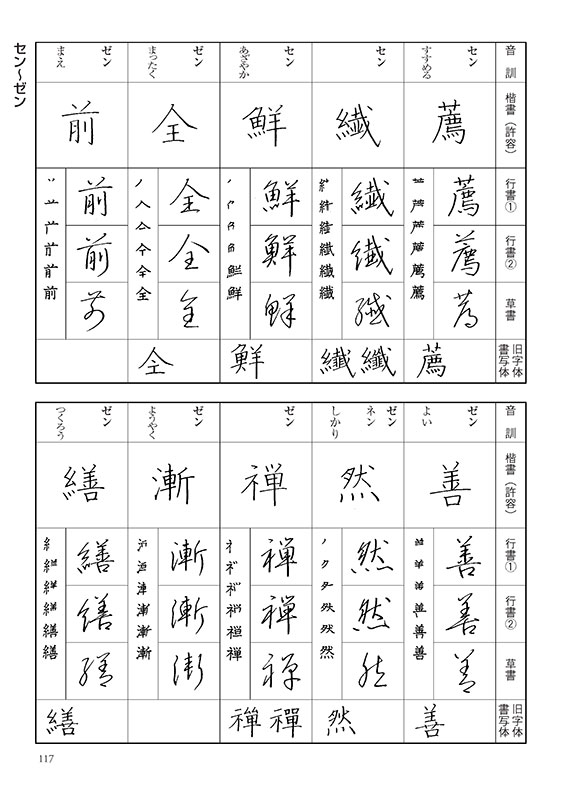 セン〜ゼン
音 訓
楷書（許容）
行書①
行書②
草書
旧字体
書写体
セン
すすめる
薦
薦
薦
薦
薦
セン
繊
繊
繊
繊
纖 纖
セン
あざやか
鮮
鮮
鮮
鮮
鮮
ゼン
まったく
全
全
全
全
仝
ゼン
まえ
前
前
前
前
音 訓
楷書（許容）
行書①
行書②
草書
旧字体
書写体
ゼン
よい
善
善
善
善
善
ゼン
ネン
しかり
然
然
然
然
然
ゼン
禅
禅
禅
禅
禪 禪
ゼン
ようやく
漸
漸
漸
漸
ゼン
つくろう
繕
繕
繕
繕
繕
117